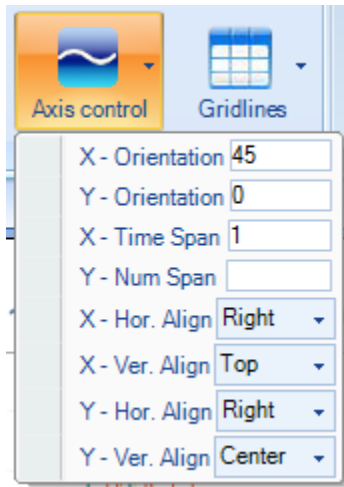 Axis control Gridlines
X - Orientation 45
Y - Orientation 0
X - Time Span 1
Y - Num Span
X - Hor. Align Right
X - Ver. Align Top
Y - Hor. Align Right
Y - Ver. Align Center